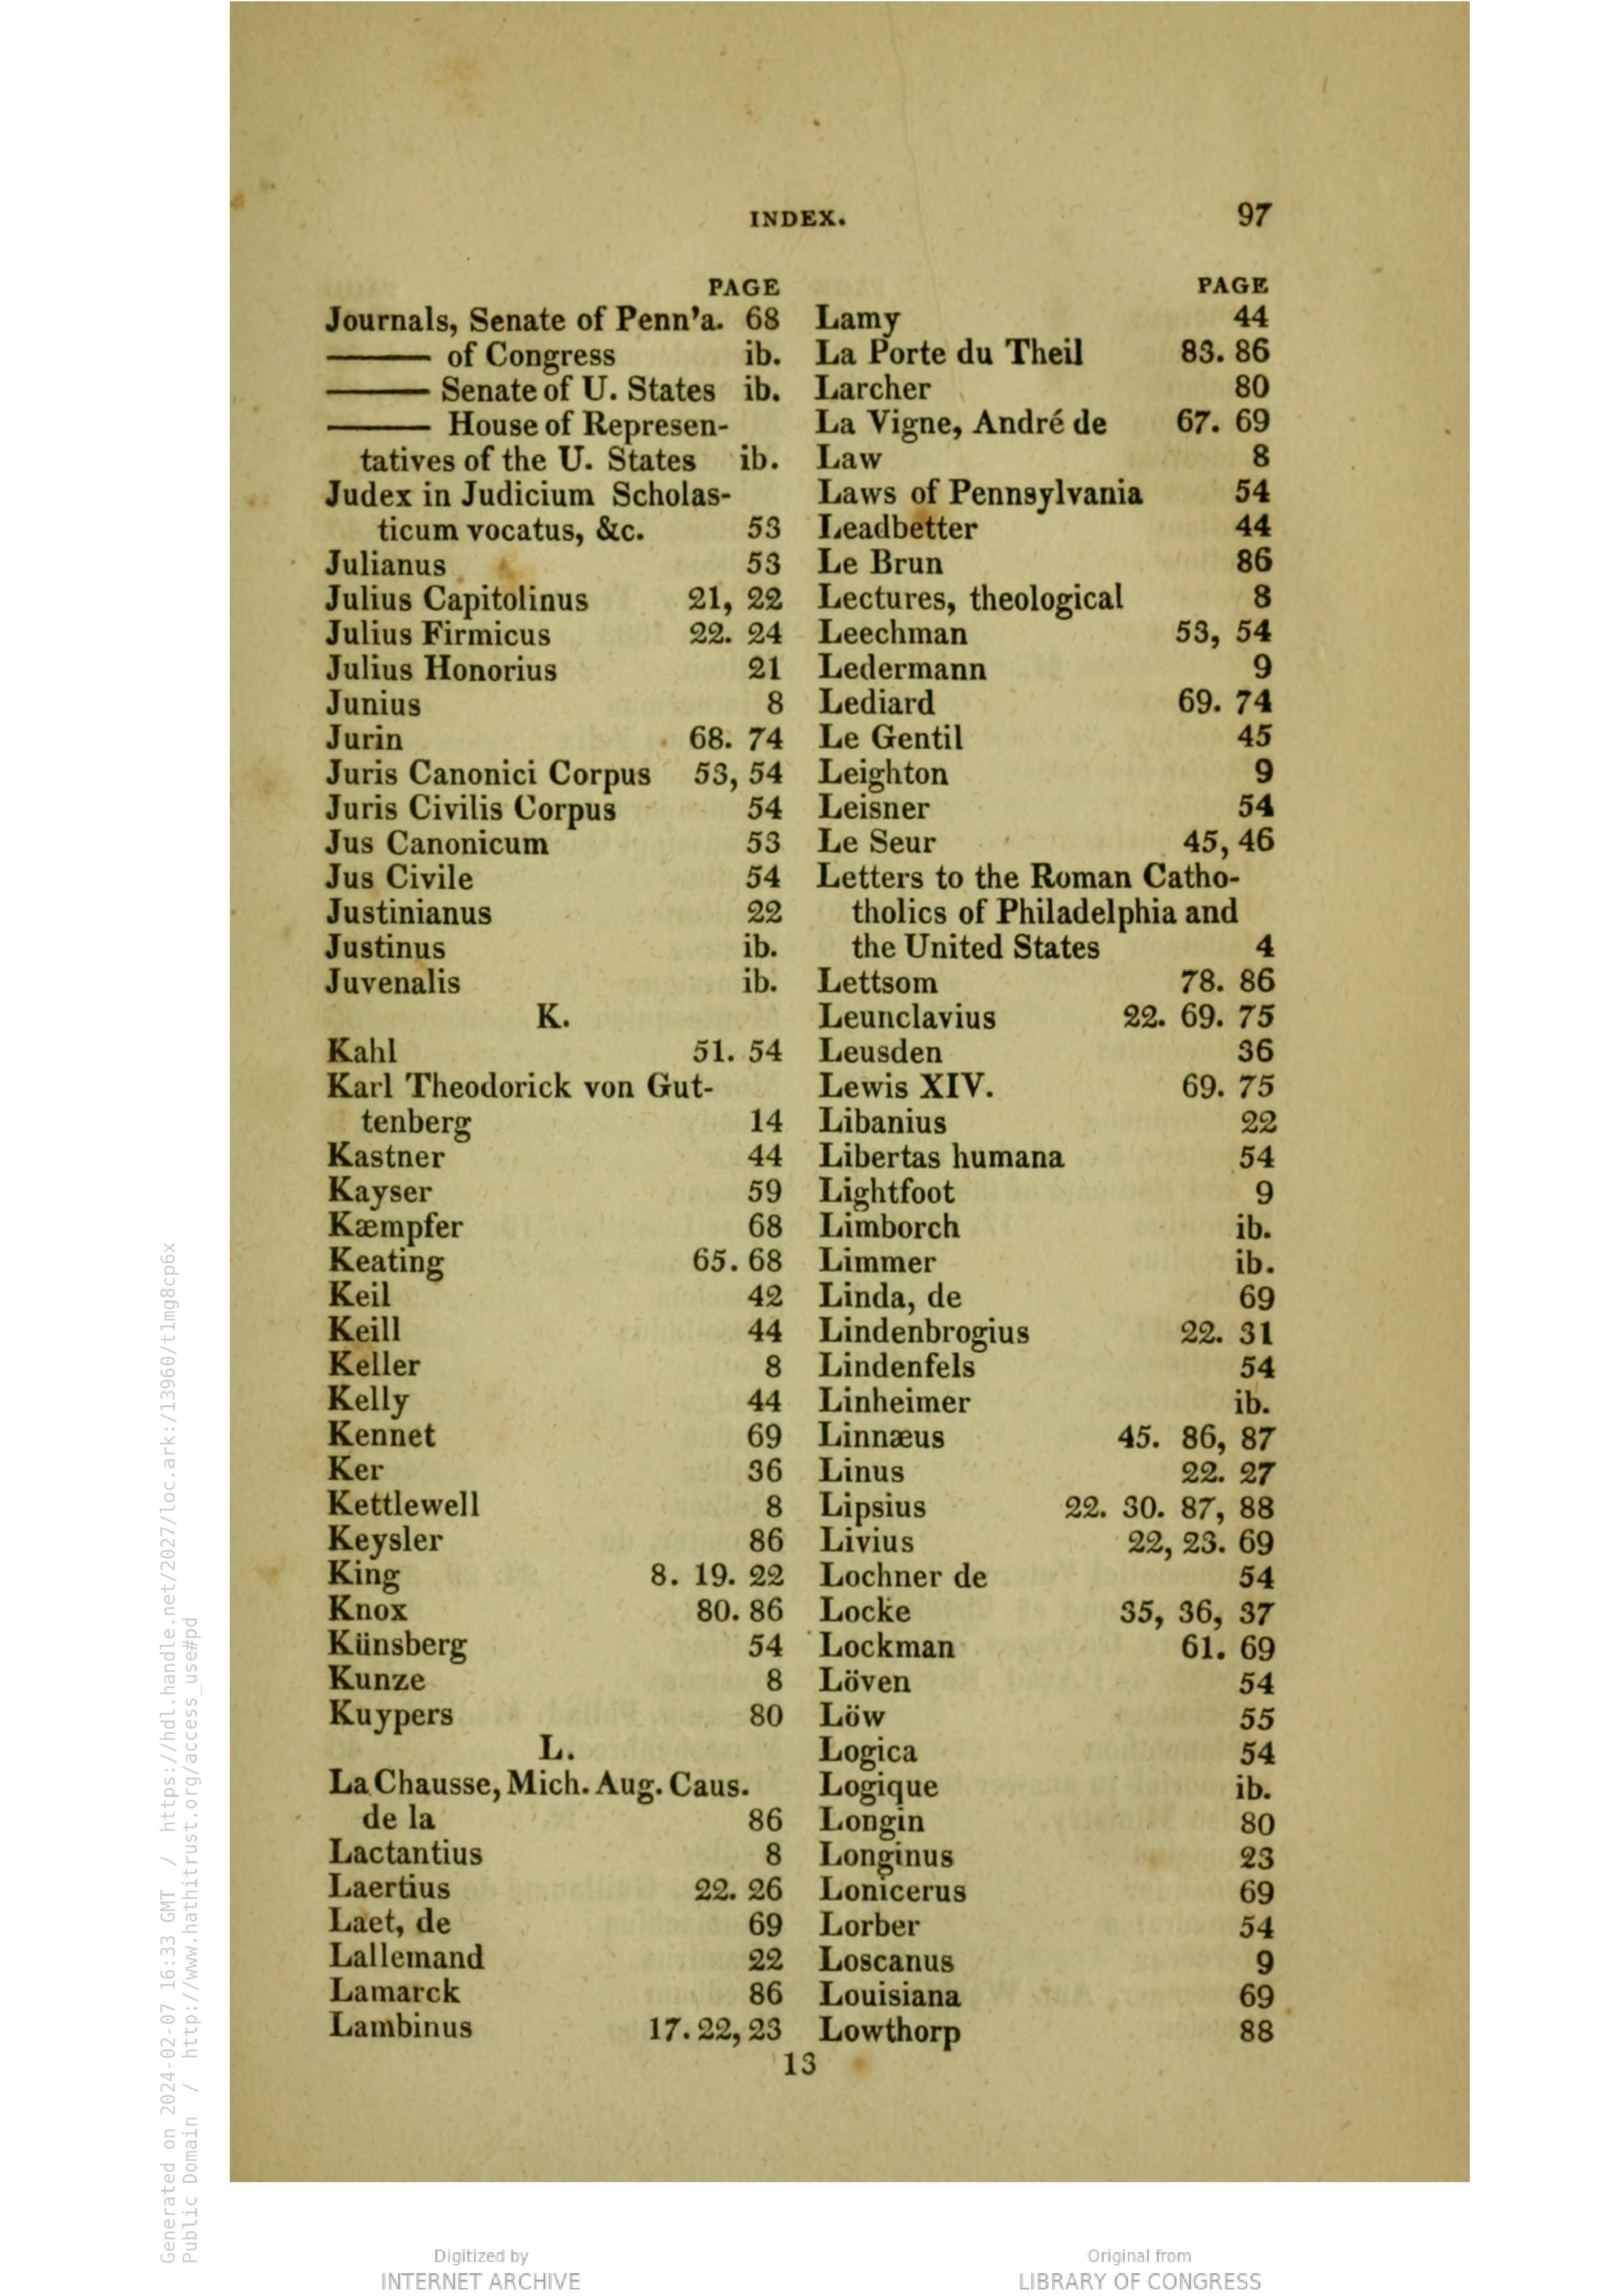 INDEX. 97
PAGE
Journals, Senate of Penn'a. 68
——— of Congress ib.
——— Senate of U. States ib.
——— House of Represen-
tatives of the U. States ib.
Judex in Judicium Scholas-
ticum vocatus, &c. 53
Julianus 53
Julius Capitolinus 21, 22
Julius Firmicus 22. 24
Julius Honorius 21
Junius 8
Jurin 68. 74
Juris Canonici Corpus 53, 54
Juris Civilis Corpus 54
Jus Canonicum 53
Jus Civile 54
Justinianus 22
Justinus ib.
Juvenalis ib.
K.
Kahl 51. 54
Karl Theodorick von Gut-
tenberg 14
Kastner 44
Kayser 59
Kæmpfer 68
Keating 65. 68
Keil 42
Keill 44
Keller 8
Kelly 44
Kennet 69
Ker 36
Kettlewell 8
Keysler 86
King 8. 19. 22
Knox 80. 86
Künsberg 54
Kunze 8
Kuypers 80
L.
La Chausse, Mich. Aug. Caus.
de la 86
Lactantius 8
Laertius 22. 26
Laet, de 69
Lallemand 22
Lamarck 86
Lambinus 17. 22, 23
PAGE
Lamy 44
La Porte du Theil 83. 86
Larcher 80
La Vigne, André de 67. 69
Law 8
Laws of Pennsylvania 54
Leadbetter 44
Le Brun 86
Lectures, theological 8
Leechman 53, 54
Ledermann 9
Lediard 69. 74
Le Gentil 45
Leighton 9
Leisner 54
Le Seur 45, 46
Letters to the Roman Catho-
tholics of Philadelphia and
the United States 4
Lettsom 78. 86
Leunclavius 22. 69. 75
Leusden 36
Lewis XIV. 69. 75
Libanius 22
Libertas humana 54
Lightfoot 9
Limborch ib.
Limmer ib.
Linda, de 69
Lindenbrogius 22. 31
Lindenfels 54
Linheimer ib.
Linnæus 45. 86, 87
Linus 22. 27
Lipsius 22. 30. 87, 88
Livius 22, 23. 69
Lochner de 54
Locke 35, 36, 37
Lockman 61. 69
Löven 54
Löw 55
Logica 54
Logique ib.
Longin 80
Longinus 23
Lonicerus 69
Lorber 54
Loscanus 9
Louisiana 69
Lowthorp 88
13
Generated on 2024-02-07 16:33 GMT / https://hdl.handle.net/2027/loc.ark:/13960/t1mg8cp6x
Public Domain / http://www.hathitrust.org/access_use#pd
Digitized by
INTERNET ARCHIVE
Original from
LIBRARY OF CONGRESS